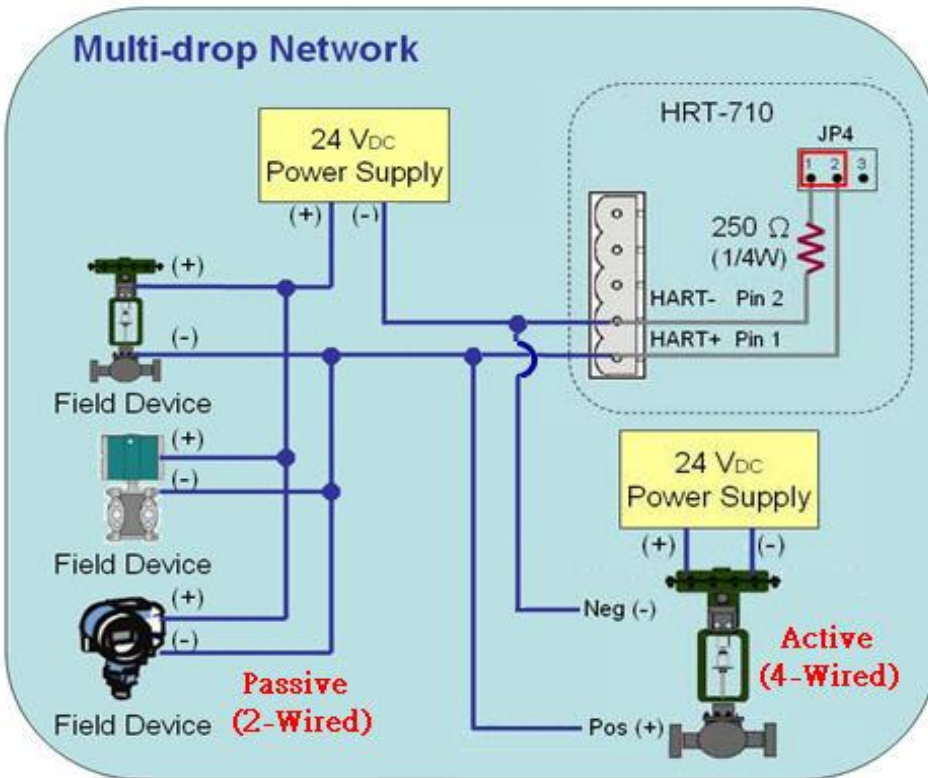 Multi-drop Network
24 VDC
Power Supply
(+)
(-)
HRT-710
JP4
1 2 3
250 Ω
(1/4W)
HART- Pin 2
HART+ Pin 1
(+)
(-)
Field Device
(+)
(-)
Field Device
(+)
(-)
Field Device
Passive
(2-Wired)
24 VDC
Power Supply
(+)
(-)
Neg (-)
Active
(4-Wired)
Pos (+)